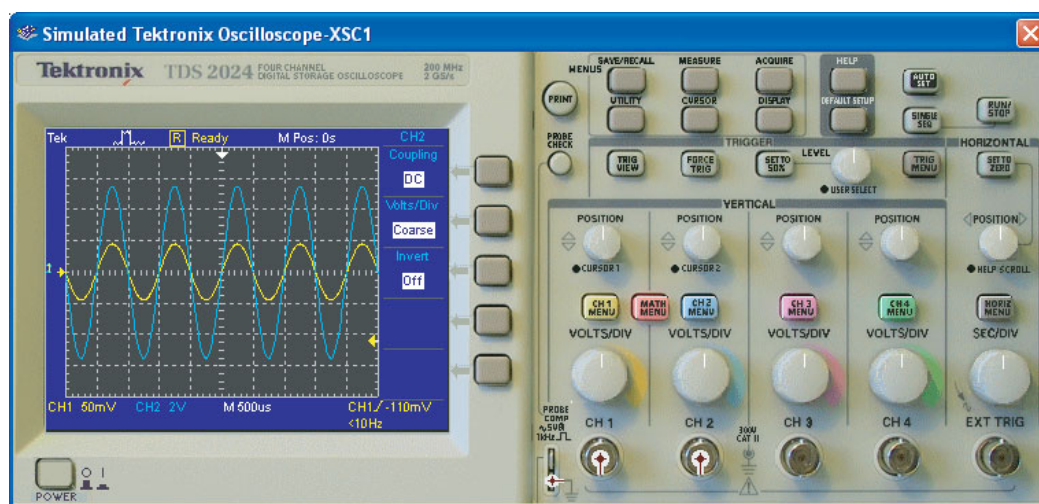 Simulated Tektronix Oscilloscope-XSC1
Tektronix TDS 2024 FOUR CHANNEL DIGITAL STORAGE OSCILLOSCOPE 200 MHz 2 GS/s
Tek R Ready M Pos: 0s CH2
Coupling
DC
Volts/Div
Coarse
Invert
Off
1
CH1 50mV CH2 2V M 500us CH1 -110mV
<10Hz
POWER
MENUS
SAVE/RECALL MEASURE ACQUIRE HELP
PRINT
UTILITY CURSOR DISPLAY DEFAULT SETUP
AUTO SET
SINGLE SEQ
RUN/ STOP
PROBE CHECK
TRIGGER
TRIG VIEW
FORCE TRIG
SET TO 50%
LEVEL
USER SELECT
TRIG MENU
HORIZONTAL
SET TO ZERO
VERTICAL
POSITION POSITION POSITION POSITION POSITION
CURSOR 1 CURSOR 2 HELP SCROLL
CH 1 MENU
MATH MENU
CH 2 MENU
CH 3 MENU
CH 4 MENU
HORIZ MENU
VOLTS/DIV VOLTS/DIV VOLTS/DIV VOLTS/DIV SEC/DIV
PROBE COMP
~5V@
1kHz
CH 1 CH 2 CH 3 CH 4 EXT TRIG
300V
CAT II